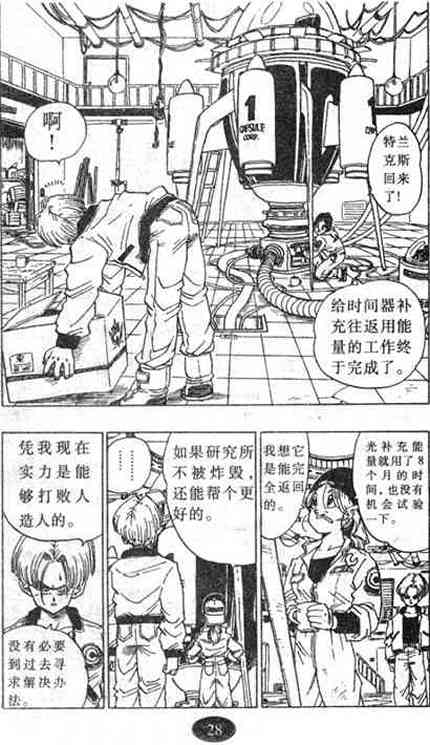 特兰
克斯
回来
了！
啊
！
1
CAPSULE
CORP.
给时间器补
充往返用能
量的工作终
于完成了。
光补充能
量就用了8
个月的时
间，也没有
机会试验
一下。
我想它
是能完
全返回
的。
如果研究所
不被炸毁，
还能帮个更
好的。
……
……
凭我现在
实力是能
够打败人
造人的。
没有必要
到过去寻
求解决办
法。
28